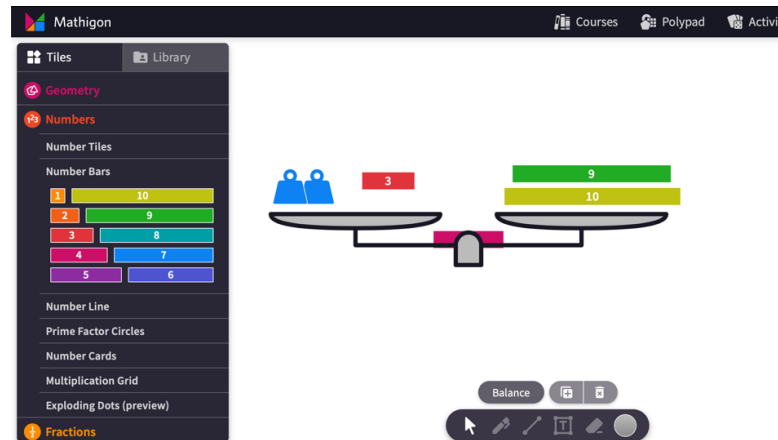 Mathigon
Courses
Polypad
Activi
Tiles
Library
Geometry
123 Numbers
Number Tiles
Number Bars
1 10
2 9
3 8
4 7
5 6
Number Line
Prime Factor Circles
Number Cards
Multiplication Grid
Exploding Dots (preview)
Fractions
3
9
10
Balance
T